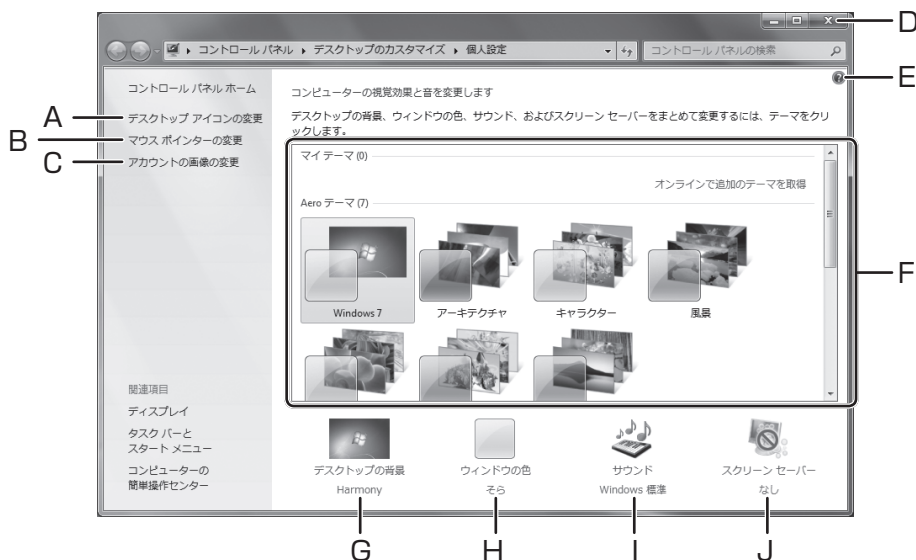 D
コントロール パネル ▸ デスクトップのカスタマイズ ▸ 個人設定
コントロール パネルの検索
E
コントロール パネル ホーム
A
デスクトップ アイコンの変更
B
マウス ポインターの変更
C
アカウントの画像の変更
コンピューターの視覚効果と音を変更します
デスクトップの背景、ウィンドウの色、サウンド、およびスクリーン セーバーをまとめて変更するには、テーマをクリ
ックします。
マイ テーマ (0)
オンラインで追加のテーマを取得
Aero テーマ (7)
F
Windows 7
アーキテクチャ
キャラクター
風景
関連項目
ディスプレイ
タスク バーと
スタート メニュー
コンピューターの
簡単操作センター
デスクトップの背景
Harmony
ウィンドウの色
そら
サウンド
Windows 標準
スクリーン セーバー
なし
G
H
I
J